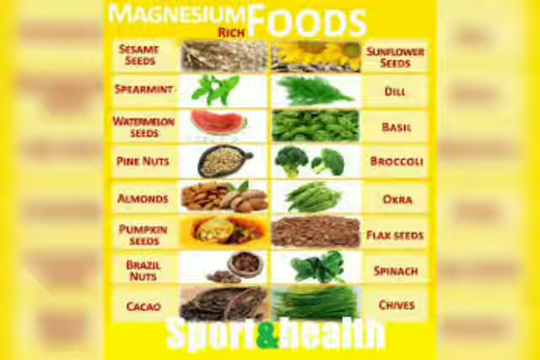 MAGNESIUM
RICH FOODS
SESAME SEEDS
SUNFLOWER SEEDS
SPEARMINT
DILL
WATERMELON SEEDS
BASIL
PINE NUTS
BROCCOLI
ALMONDS
OKRA
PUMPKIN SEEDS
FLAX SEEDS
BRAZIL NUTS
SPINACH
CACAO
CHIVES
Sport&health